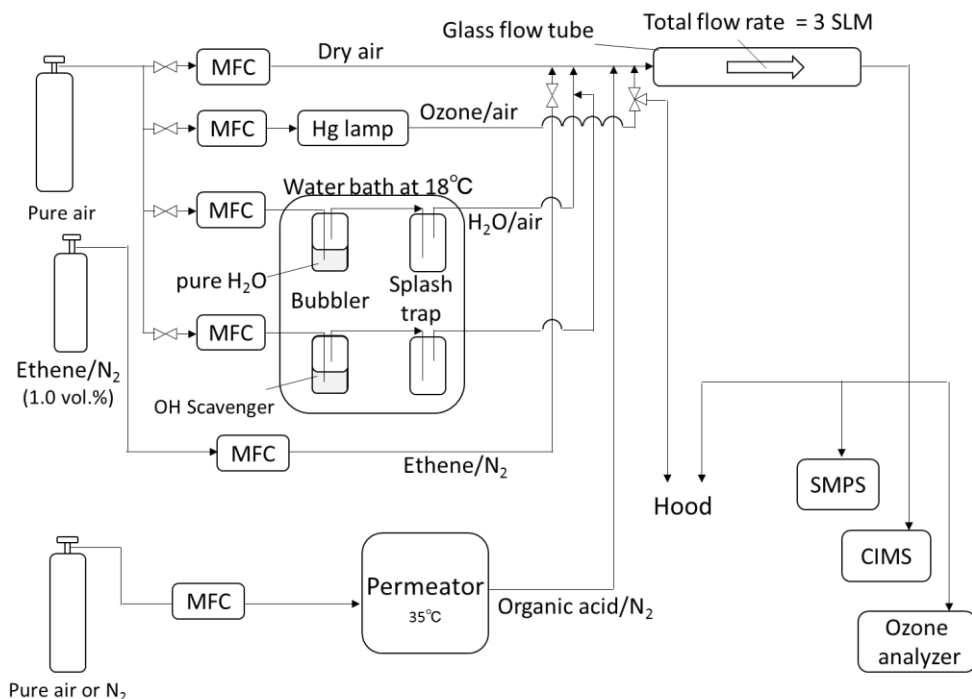 Total flow rate = 3 SLM
Glass flow tube
Dry air
MFC
Ozone/air
MFC
Hg lamp
Water bath at 18℃
Pure air
MFC
H₂O/air
pure H₂O
Bubbler
Splash
trap
MFC
Ethene/N₂
(1.0 vol.%)
OH Scavenger
MFC
Ethene/N₂
Hood
SMPS
CIMS
Permeator
35℃
MFC
Organic acid/N₂
Ozone
analyzer
Pure air or N₂